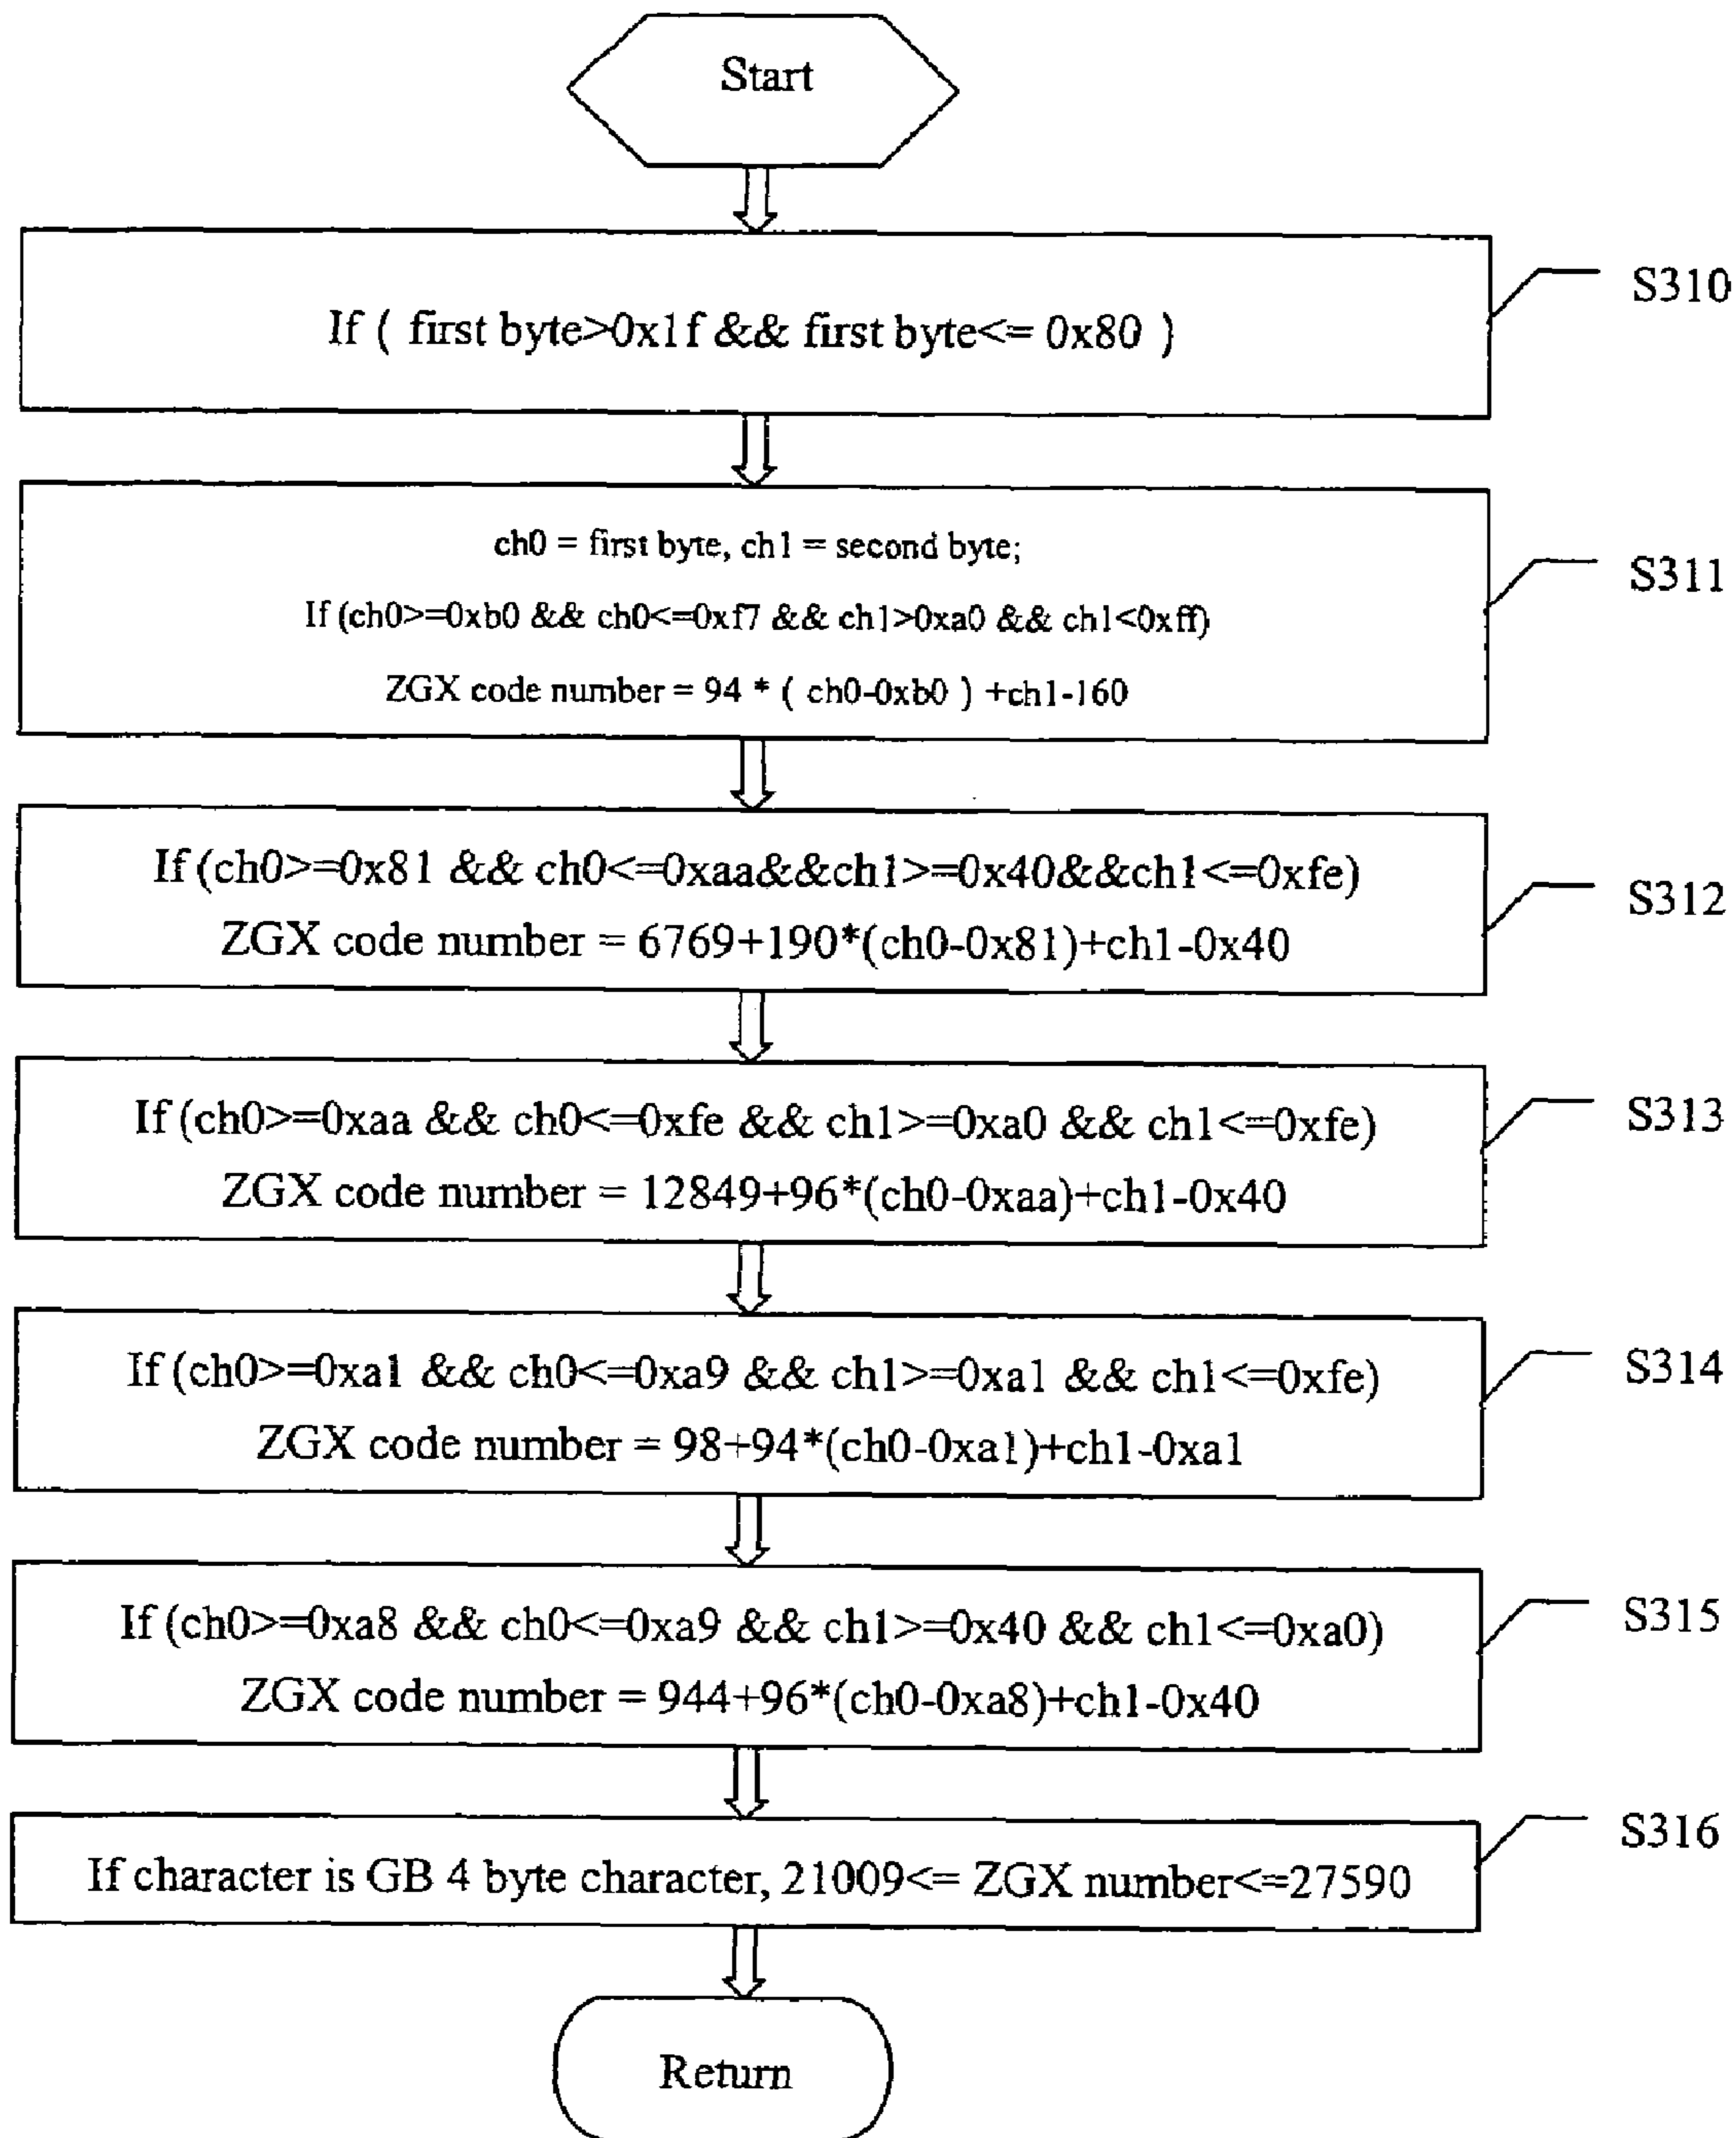 Start
If ( first byte>0x1f && first byte<= 0x80 )
S310
ch0 = first byte, ch1 = second byte;
If (ch0>=0xb0 && ch0<=0xf7 && ch1>0xa0 && ch1<0xff)
ZGX code number = 94 * ( ch0-0xb0 ) +ch1-160
S311
If (ch0>=0x81 && ch0<=0xaa&&ch1>=0x40&&ch1<=0xfe)
ZGX code number = 6769+190*(ch0-0x81)+ch1-0x40
S312
If (ch0>=0xaa && ch0<=0xfe && ch1>=0xa0 && ch1<=0xfe)
ZGX code number = 12849+96*(ch0-0xaa)+ch1-0x40
S313
If (ch0>=0xa1 && ch0<=0xa9 && ch1>=0xa1 && ch1<=0xfe)
ZGX code number = 98+94*(ch0-0xa1)+ch1-0xa1
S314
If (ch0>=0xa8 && ch0<=0xa9 && ch1>=0x40 && ch1<=0xa0)
ZGX code number = 944+96*(ch0-0xa8)+ch1-0x40
S315
If character is GB 4 byte character, 21009<= ZGX number<=27590
S316
Return